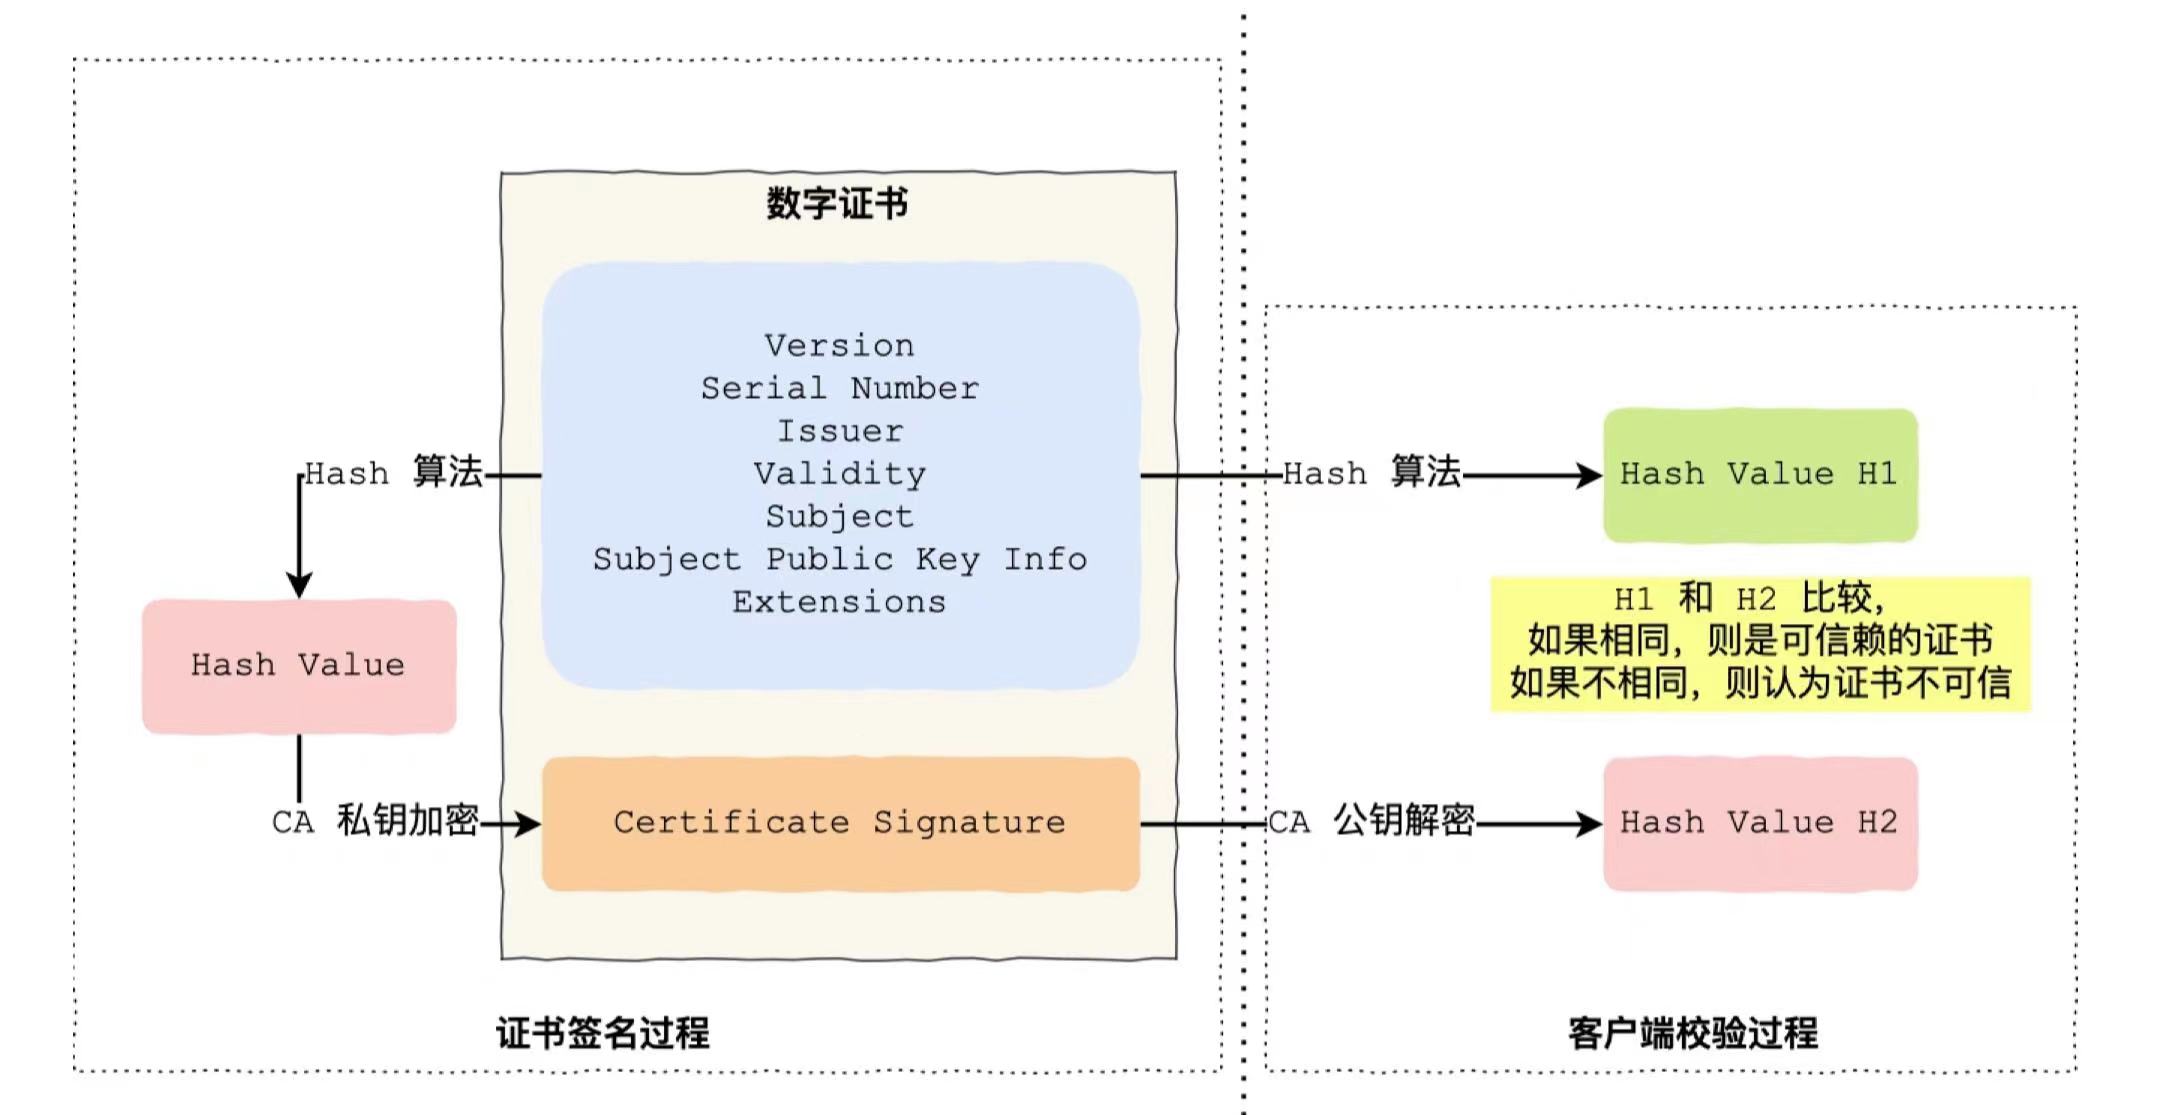 数字证书
Version
Serial Number
Issuer
Validity
Subject
Subject Public Key Info
Extensions
Hash 算法
Hash Value
CA 私钥加密
Certificate Signature
证书签名过程
Hash 算法
Hash Value H1
H1 和 H2 比较,
如果相同，则是可信赖的证书
如果不相同，则认为证书不可信
CA 公钥解密
Hash Value H2
客户端校验过程